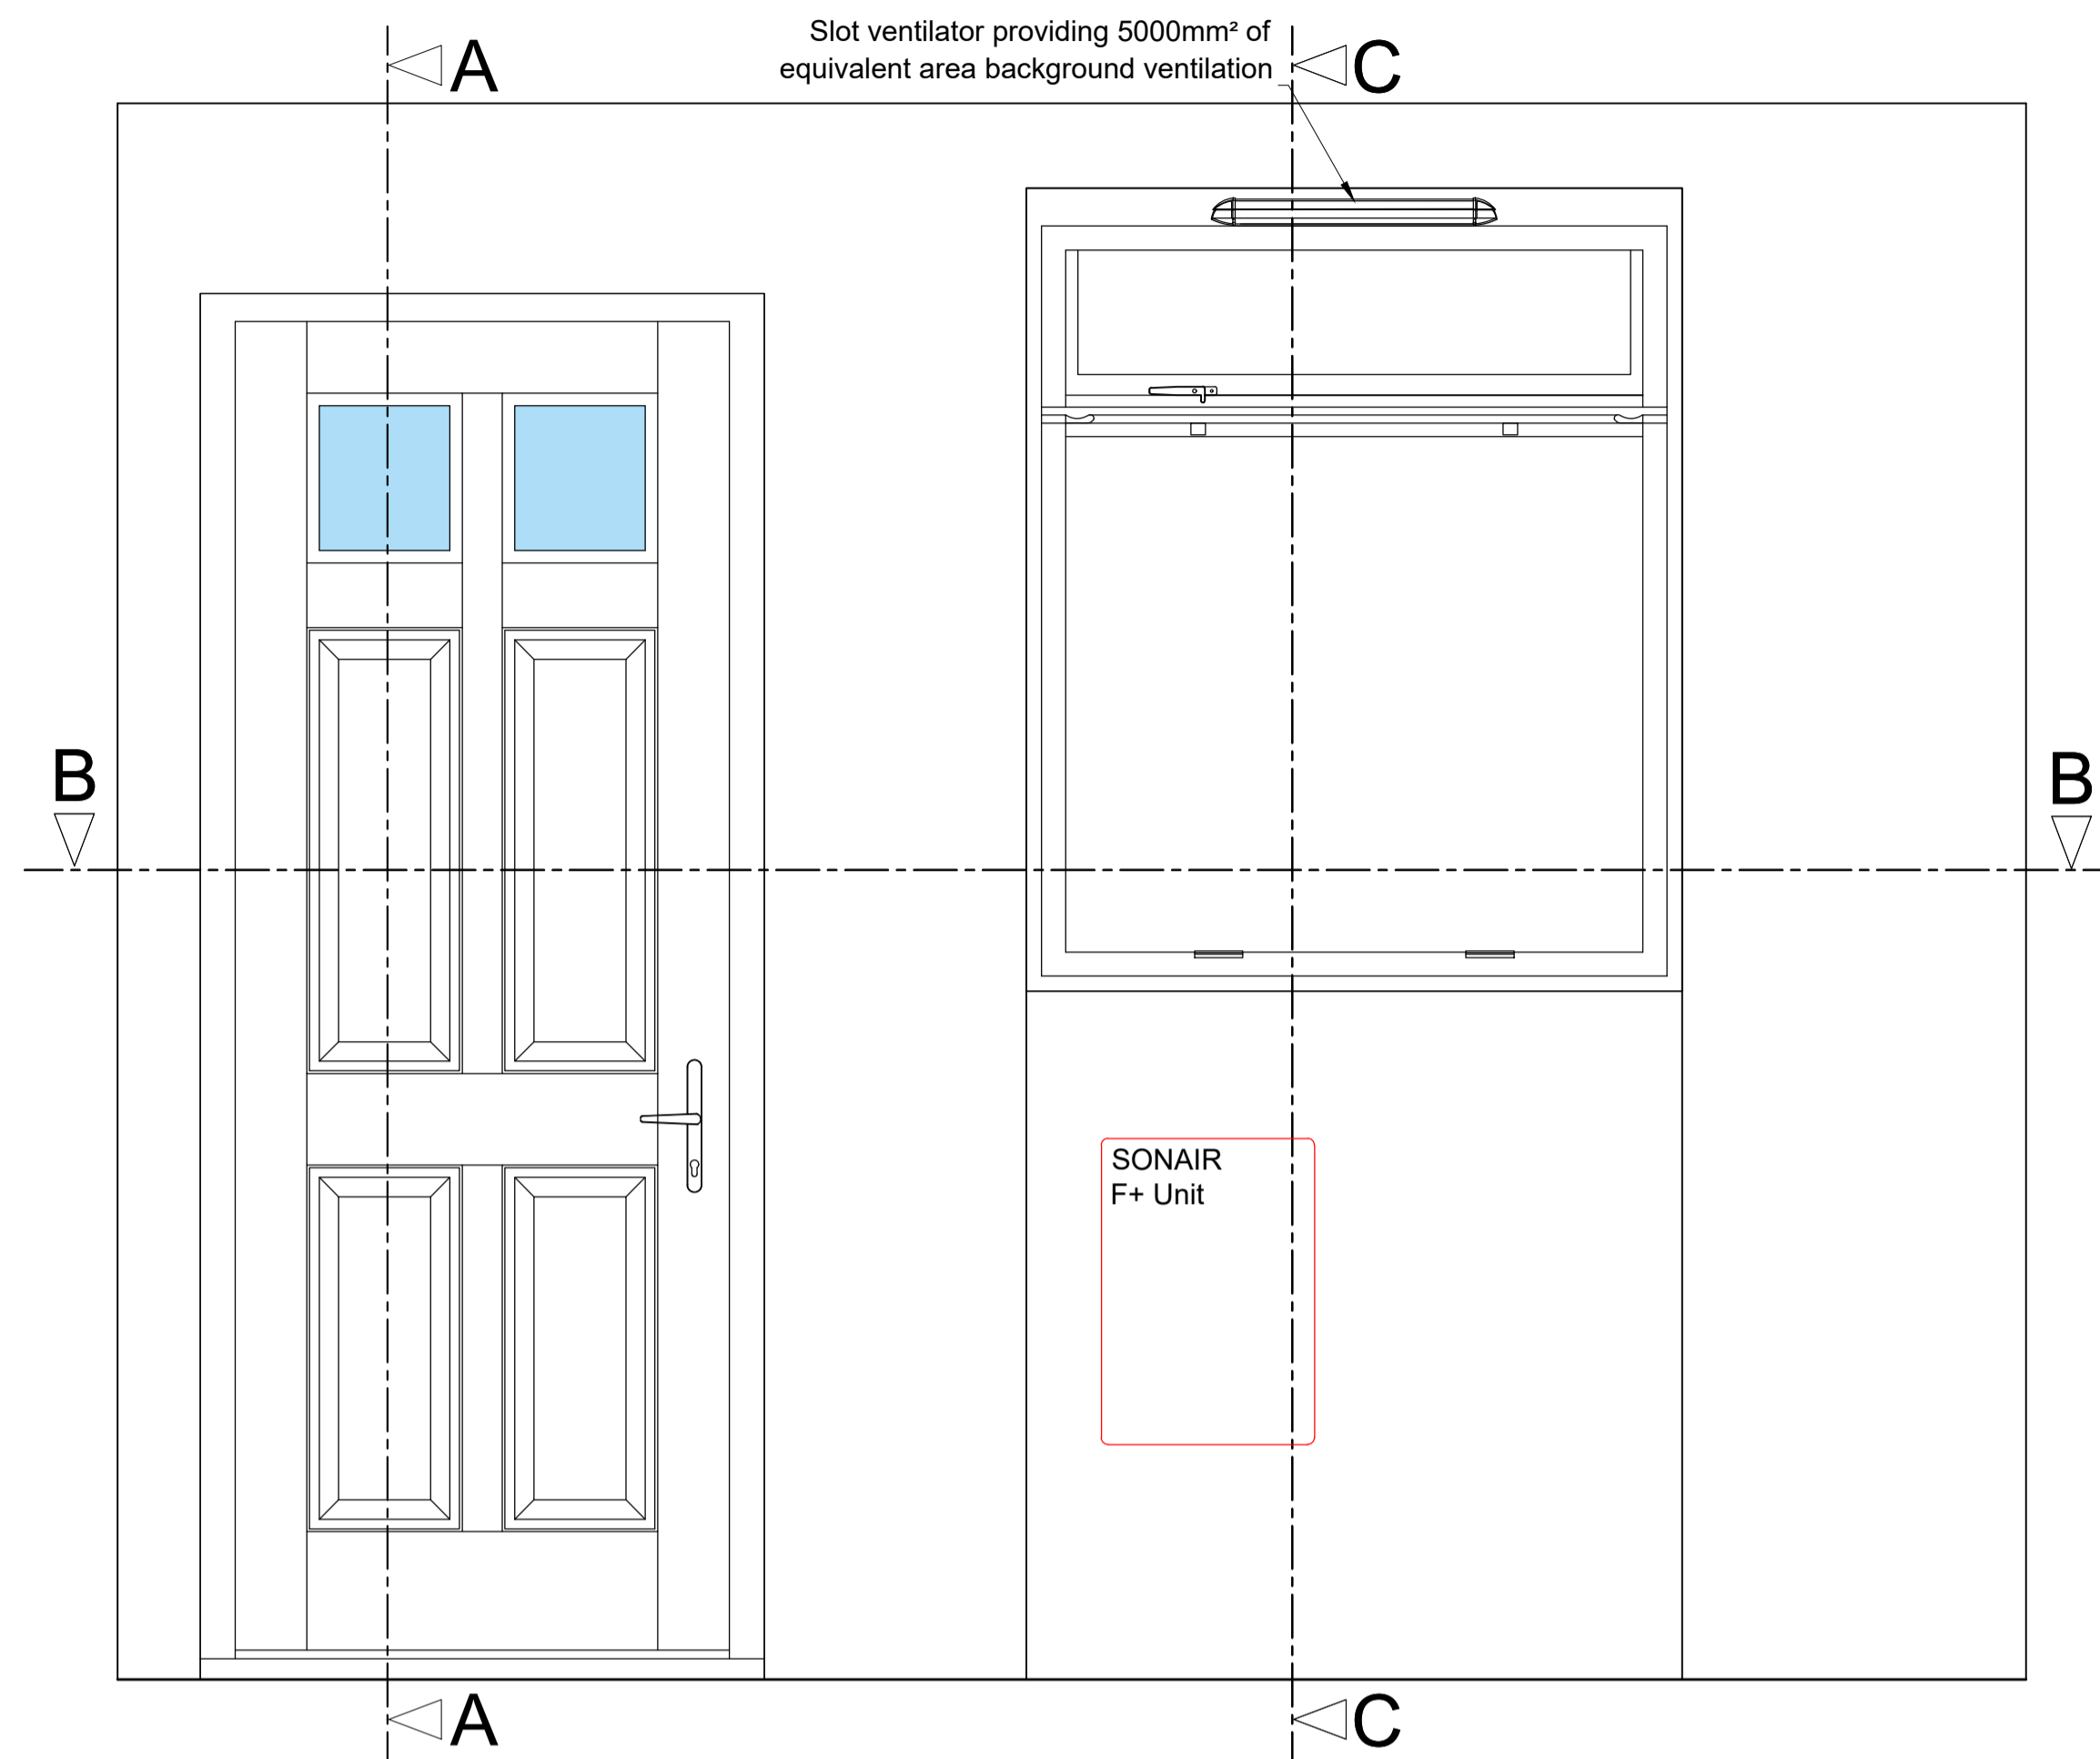 Slot ventilator providing 5000mm² of
equivalent area background ventilation
A
C
B
B
SONAIR
F+ Unit
A
C